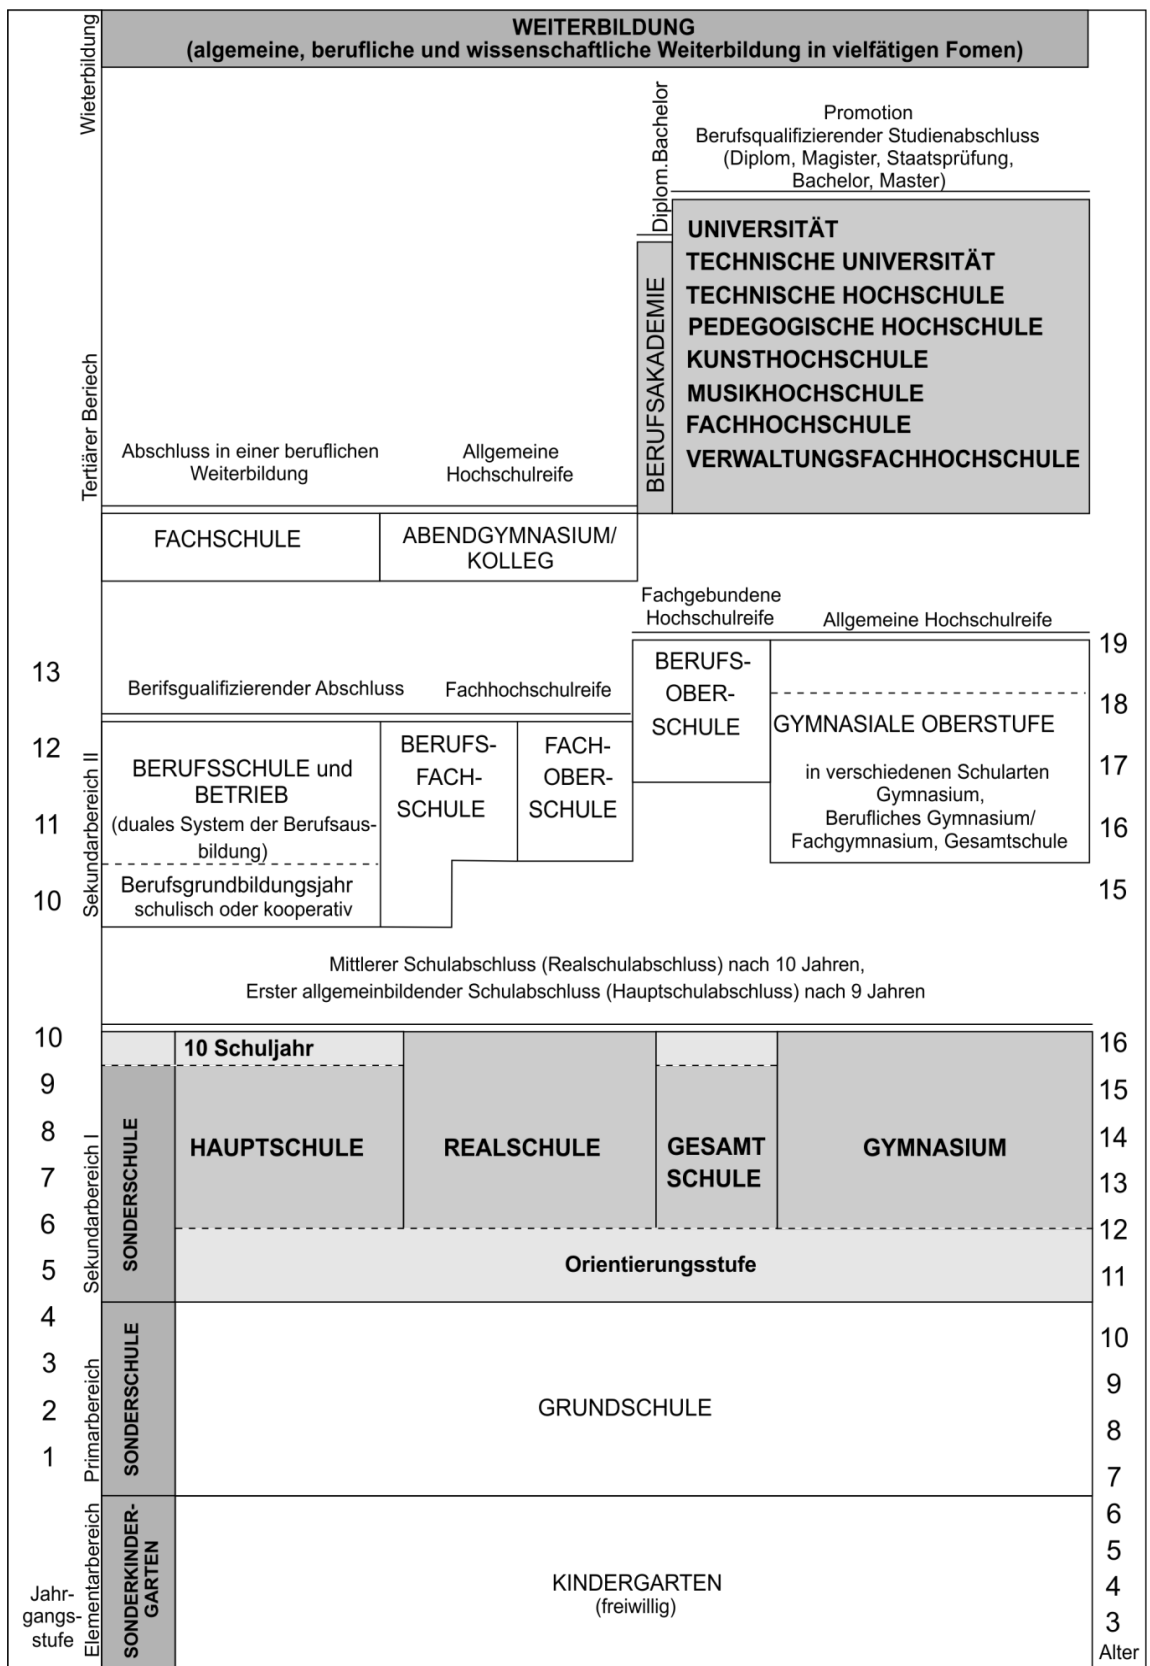 WEITERBILDUNG
(algemeine, berufliche und wissenschaftliche Weiterbildung in vielfätigen Fomen)
Wieterbildung
Diplom.Bachelor
Promotion
Berufsqualifizierender Studienabschluss
(Diplom, Magister, Staatsprüfung,
Bachelor, Master)
Tertiärer Beriech
BERUFSAKADEMIE
UNIVERSITÄT
TECHNISCHE UNIVERSITÄT
TECHNISCHE HOCHSCHULE
PEDEGOGISCHE HOCHSCHULE
KUNSTHOCHSCHULE
MUSIKHOCHSCHULE
FACHHOCHSCHULE
VERWALTUNGSFACHHOCHSCHULE
Abschluss in einer beruflichen
Weiterbildung
Allgemeine
Hochschulreife
FACHSCHULE
ABENDGYMNASIUM/
KOLLEG
Fachgebundene
Hochschulreife
Allgemeine Hochschulreife
13
12
11
10
Sekundarbereich II
Berifsgualifizierender Abschluss
Fachhochschulreife
BERUFSSCHULE und
BETRIEB
(duales System der Berufsaus-
bildung)
Berufsgrundbildungsjahr
schulisch oder kooperativ
BERUFS-
FACH-
SCHULE
FACH-
OBER-
SCHULE
BERUFS-
OBER-
SCHULE
GYMNASIALE OBERSTUFE
in verschiedenen Schularten
Gymnasium,
Berufliches Gymnasium/
Fachgymnasium, Gesamtschule
19
18
17
16
15
Mittlerer Schulabschluss (Realschulabschluss) nach 10 Jahren,
Erster allgemeinbildender Schulabschluss (Hauptschulabschluss) nach 9 Jahren
10
9
8
7
6
5
Sekundarbereich I
SONDERSCHULE
10 Schuljahr
HAUPTSCHULE
REALSCHULE
GESAMT
SCHULE
GYMNASIUM
Orientierungsstufe
16
15
14
13
12
11
4
3
2
1
Primarbereich
SONDERSCHULE
GRUNDSCHULE
10
9
8
7
Jahr-
gangs-
stufe
Elementarbereich
SONDERKINDER-
GARTEN
KINDERGARTEN
(freiwillig)
6
5
4
3
Alter